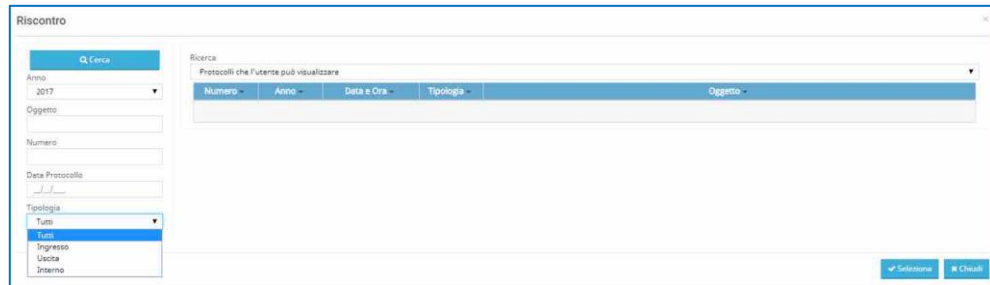 Riscontro
Cerca
Anno
2017
Oggetto
Numero
Data Protocollo
__/__/____
Tipologia
Tutti
Tutti
Ingresso
Uscita
Interno
Ricerca
Protocolli che l'utente può visualizzare
Numero Anno Data e Ora Tipologia Oggetto
Seleziona Chiudi